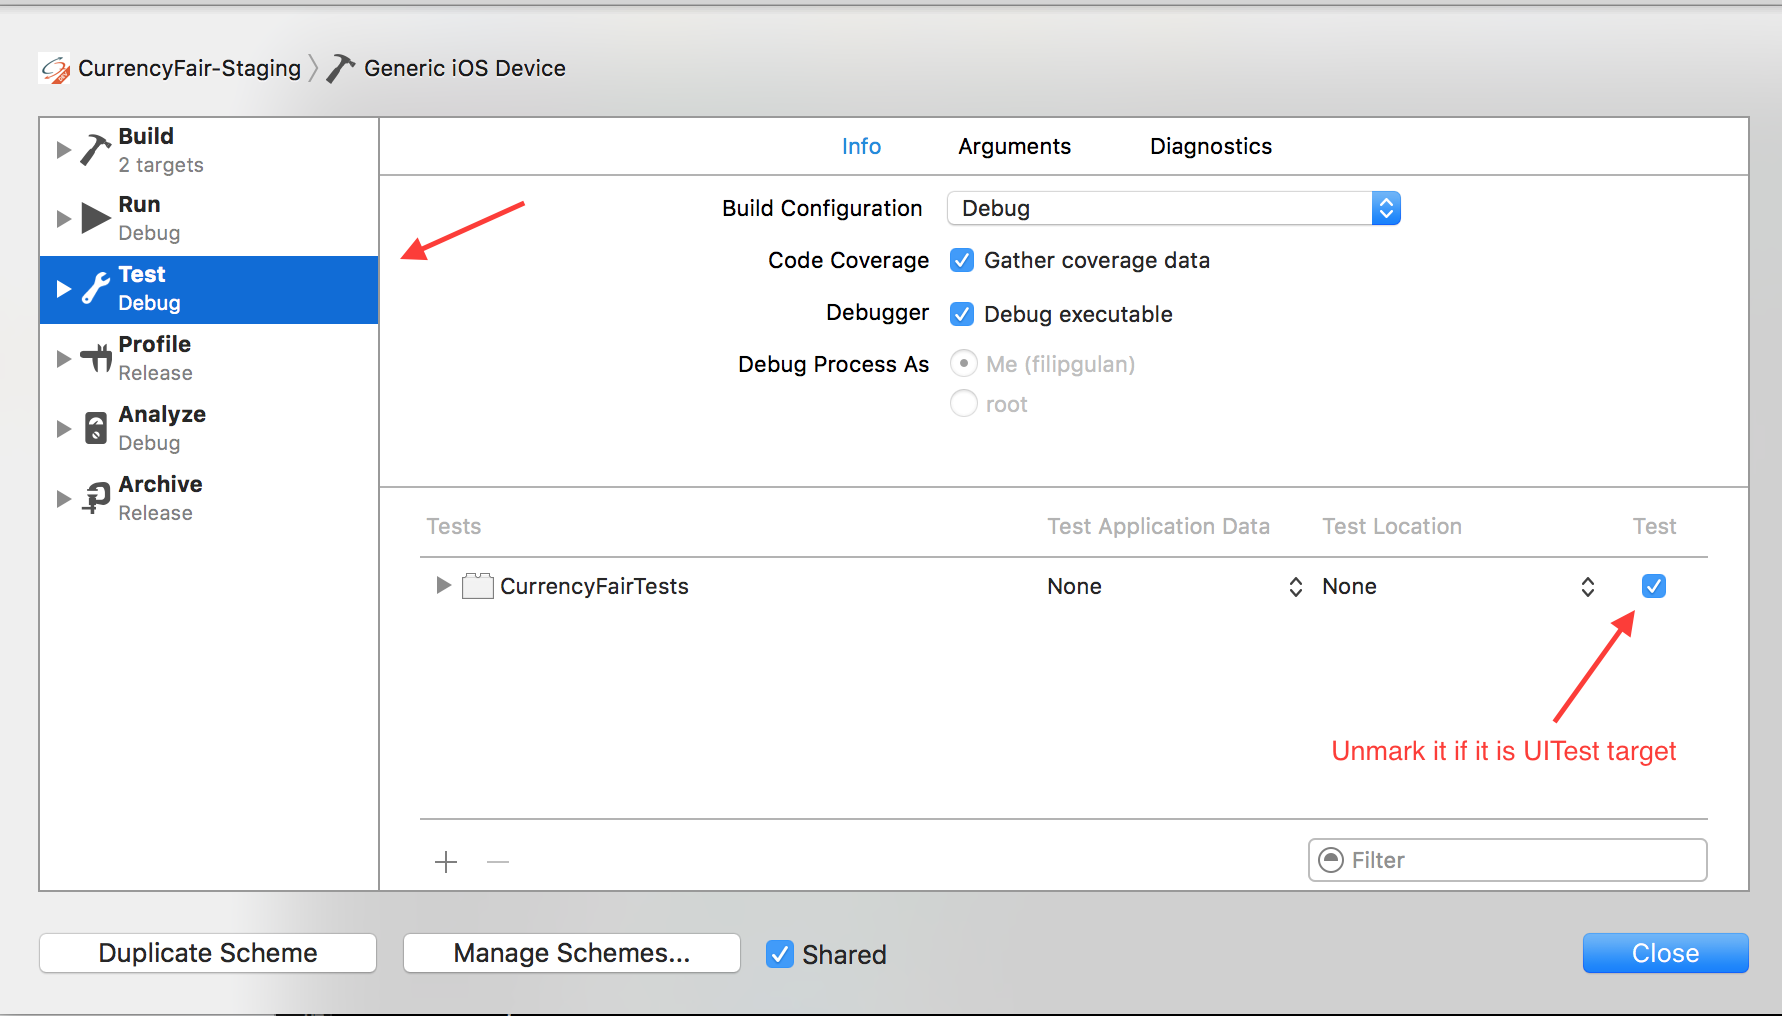 CurrencyFair-Staging Generic iOS Device
Build
2 targets
Run
Debug
Test
Debug
Profile
Release
Analyze
Debug
Archive
Release
Info Arguments Diagnostics
Build Configuration Debug
Code Coverage Gather coverage data
Debugger Debug executable
Debug Process As Me (filipgulan)
root
Tests Test Application Data Test Location Test
CurrencyFairTests None None
Unmark it if it is UITest target
Filter
Duplicate Scheme Manage Schemes... Shared Close